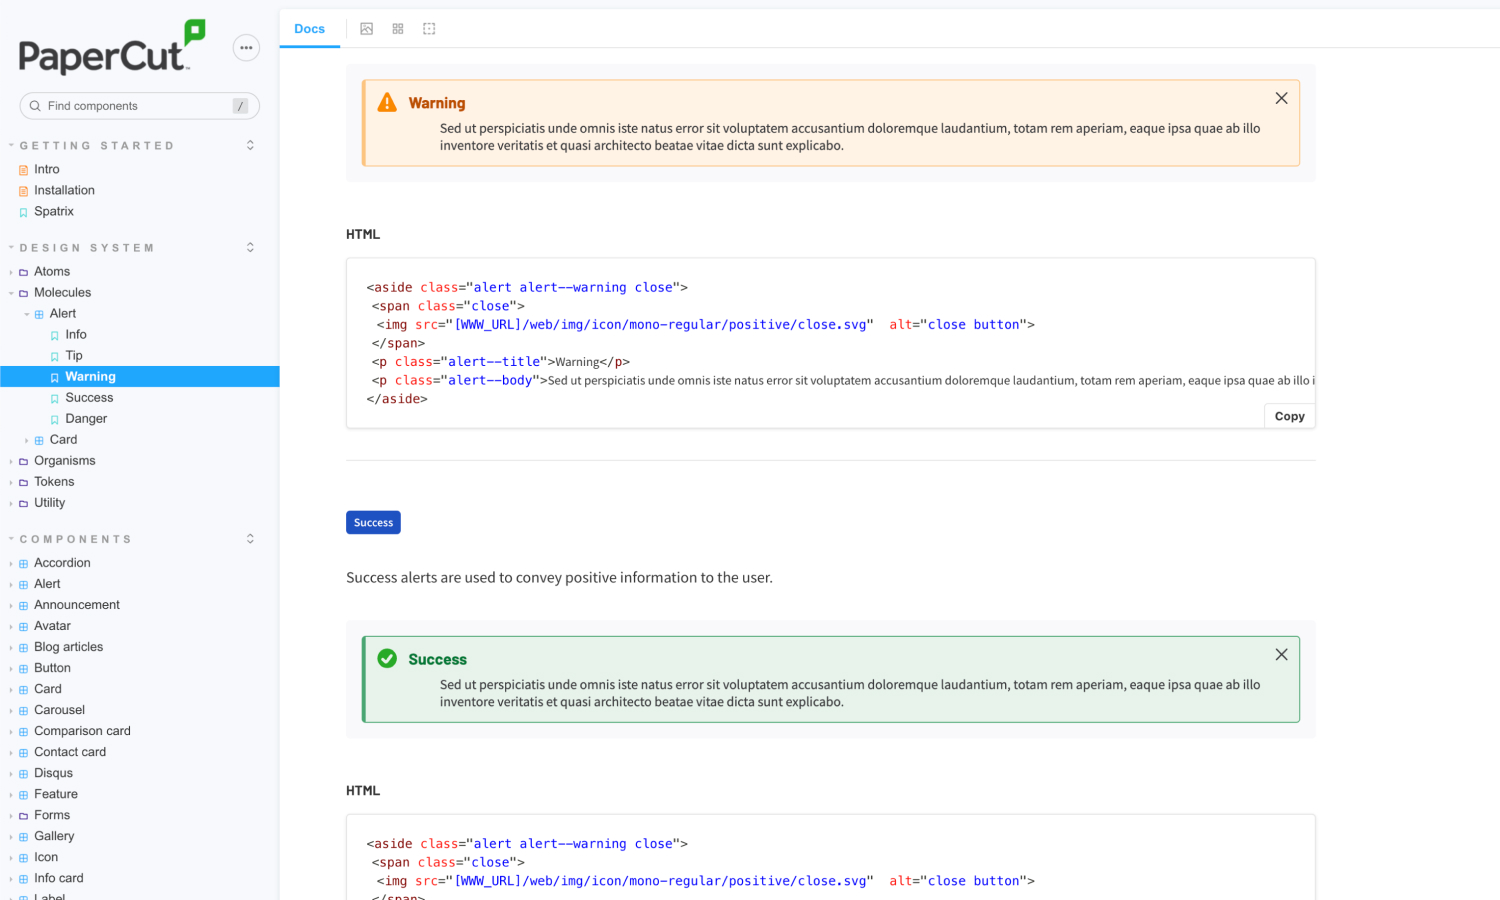 PaperCut™
Find components
/
GETTING STARTED
Intro
Installation
Spatrix
DESIGN SYSTEM
Atoms
Molecules
Alert
Info
Tip
Warning
Success
Danger
Card
Organisms
Tokens
Utility
COMPONENTS
Accordion
Alert
Announcement
Avatar
Blog articles
Button
Card
Carousel
Comparison card
Contact card
Disqus
Feature
Forms
Gallery
Icon
Info card
Label
Docs
Warning
Sed ut perspiciatis unde omnis iste natus error sit voluptatem accusantium doloremque laudantium, totam rem aperiam, eaque ipsa quae ab illo
inventore veritatis et quasi architecto beatae vitae dicta sunt explicabo.
HTML
<aside class="alert alert--warning close">
<span class="close">
<img src="[WWW_URL]/web/img/icon/mono-regular/positive/close.svg" alt="close button">
</span>
<p class="alert--title">Warning</p>
<p class="alert--body">Sed ut perspiciatis unde omnis iste natus error sit voluptatem accusantium doloremque laudantium, totam rem aperiam, eaque ipsa quae ab illo i
</aside>
Copy
Success
Success alerts are used to convey positive information to the user.
Success
Sed ut perspiciatis unde omnis iste natus error sit voluptatem accusantium doloremque laudantium, totam rem aperiam, eaque ipsa quae ab illo
inventore veritatis et quasi architecto beatae vitae dicta sunt explicabo.
HTML
<aside class="alert alert--warning close">
<span class="close">
<img src="[WWW_URL]/web/img/icon/mono-regular/positive/close.svg" alt="close button">
</span>